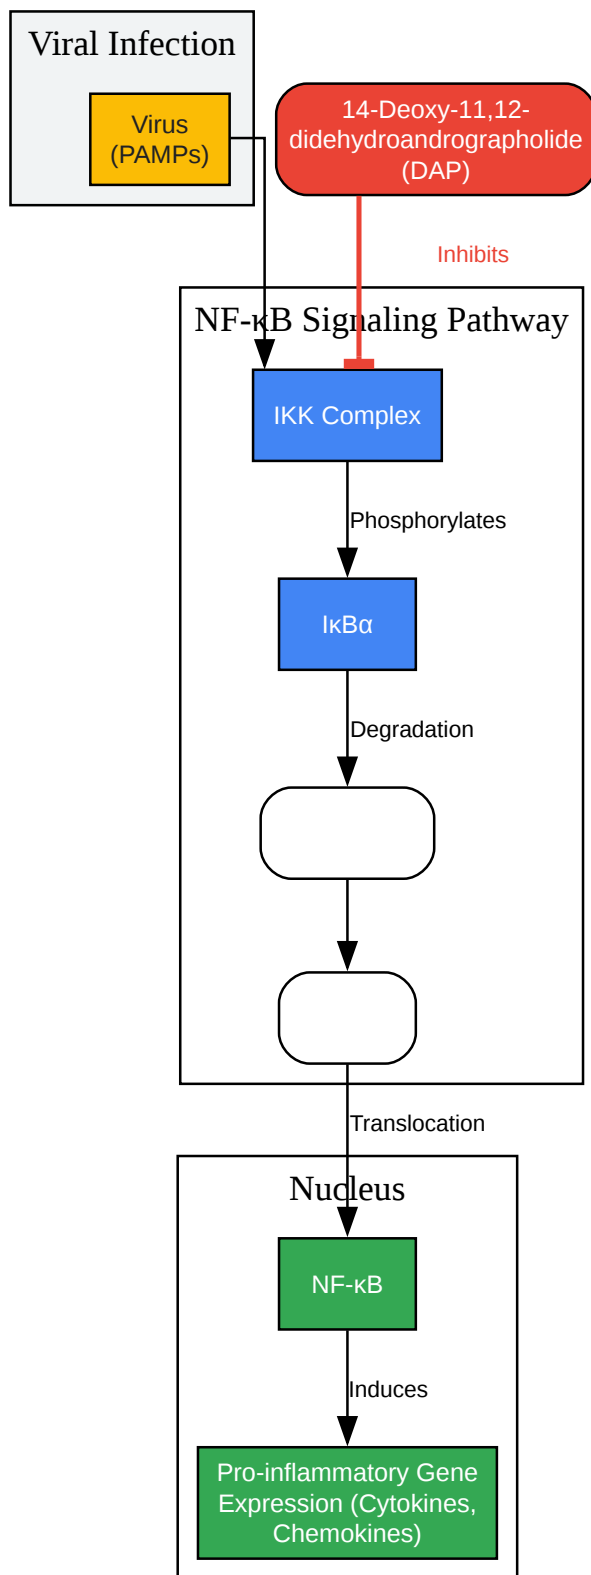 Viral Infection
Virus
(PAMPs)
14-Deoxy-11,12-
didehydroandrographolide
(DAP)
Inhibits
NF-κB Signaling Pathway
IKK Complex
Phosphorylates
IκBα
Degradation
Translocation
Nucleus
NF-κB
Induces
Pro-inflammatory Gene
Expression (Cytokines,
Chemokines)